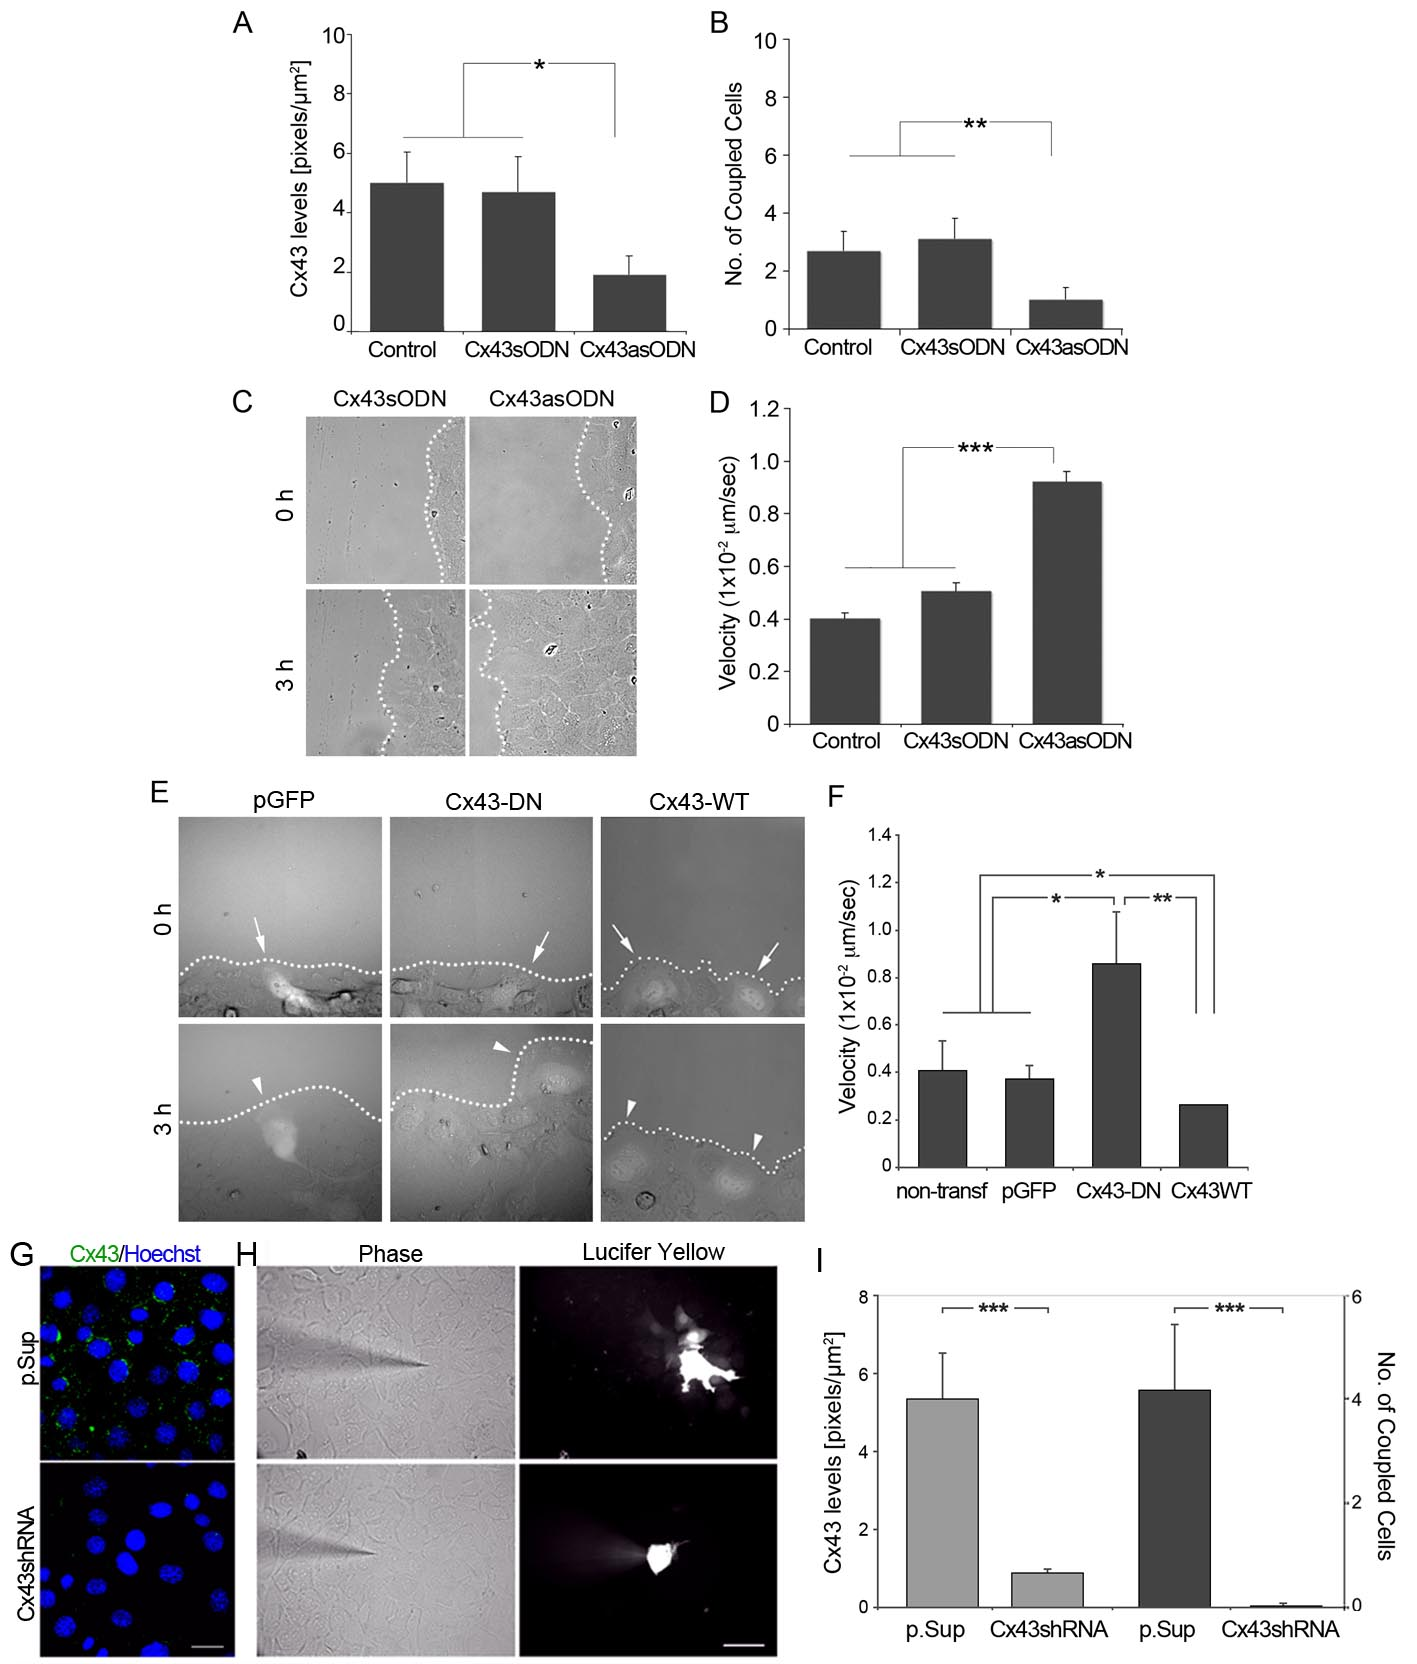 A
Cx43 levels [pixels/µm²]
10
8
6
4
2
0
*
Control Cx43sODN Cx43asODN
B
No. of Coupled Cells
10
8
6
4
2
0
**
Control Cx43sODN Cx43asODN
C
Cx43sODN Cx43asODN
0 h
3 h
D
Velocity (1x10⁻² µm/sec)
1.2
1.0
0.8
0.6
0.4
0.2
0
***
Control Cx43sODN Cx43asODN
E
pGFP Cx43-DN Cx43-WT
0 h
3 h
F
Velocity (1x10⁻² µm/sec)
1.4
1.2
1.0
0.8
0.6
0.4
0.2
0
*
* **
non-transf pGFP Cx43-DN Cx43WT
G
Cx43/Hoechst
p.Sup
Cx43shRNA
H
Phase Lucifer Yellow
I
Cx43 levels [pixels/µm²]
8
6
4
2
0
*** ***
6
4
2
0
No. of Coupled Cells
p.Sup Cx43shRNA p.Sup Cx43shRNA